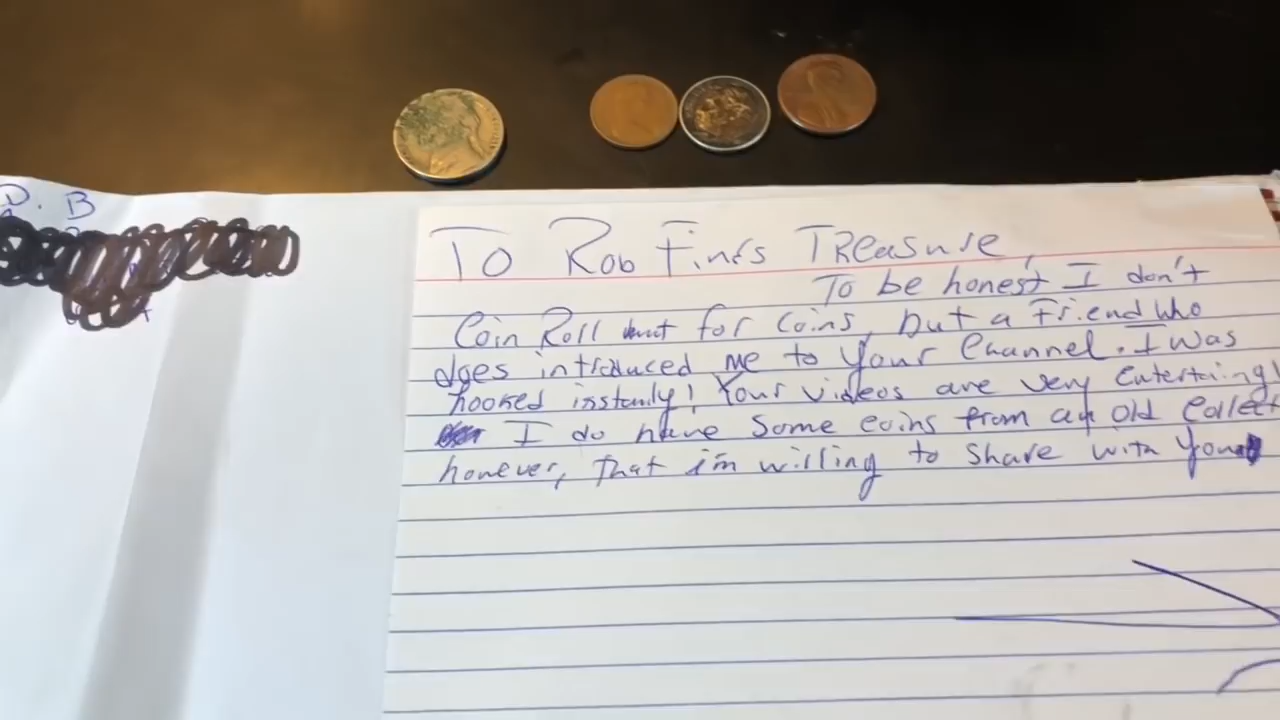 D. B
To Rob Finds Treasure,
To be honest I don't
Coin Roll hunt for coins, but a Friend who
does introduced me to your Channel. I was
hooked instanly! Your videos are very entertaing!
I do have some coins from an old collect
however, that i'm willing to share with you